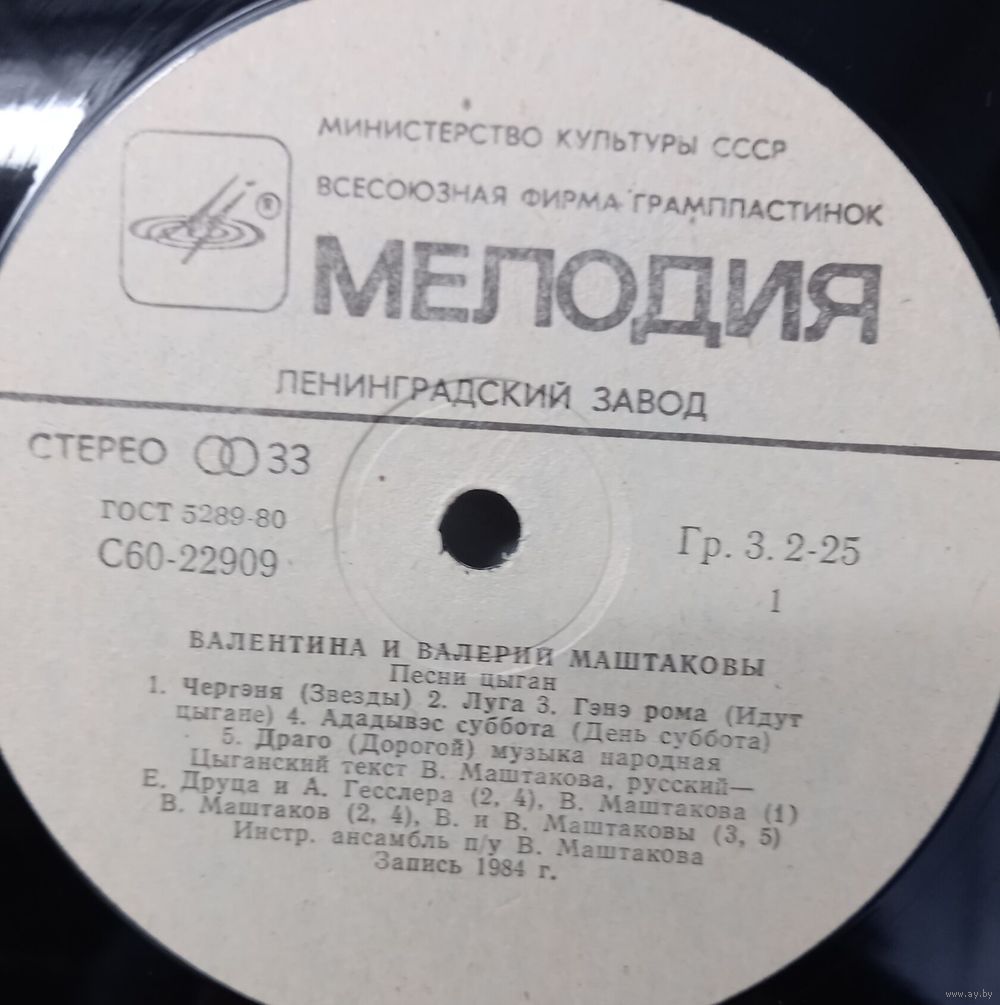 МИНИСТЕРСТВО КУЛЬТУРЫ СССР
ВСЕСОЮЗНАЯ ФИРМА ГРАМПЛАСТИНОК
®
МЕЛОДИЯ
ЛЕНИНГРАДСКИЙ ЗАВОД
СТЕРЕО 33
ГОСТ 5289-80
С60-22909
Гр. 3. 2-25
1
ВАЛЕНТИНА И ВАЛЕРИЙ МАШТАКОВЫ
Песни цыган
1. Чергэня (Звезды) 2. Луга 3. Гэнэ рома (Идут
цыгане) 4. Ададывэс суббота (День суббота)
5. Драго (Дорогой) музыка народная
Цыганский текст В. Маштакова, русский—
Е. Друца и А. Гесслера (2, 4), В. Маштакова (1)
В. Маштаков (2, 4), В. и В. Маштаковы (3, 5)
Инстр. ансамбль п/у В. Маштакова
Запись 1984 г.
www.ay.by